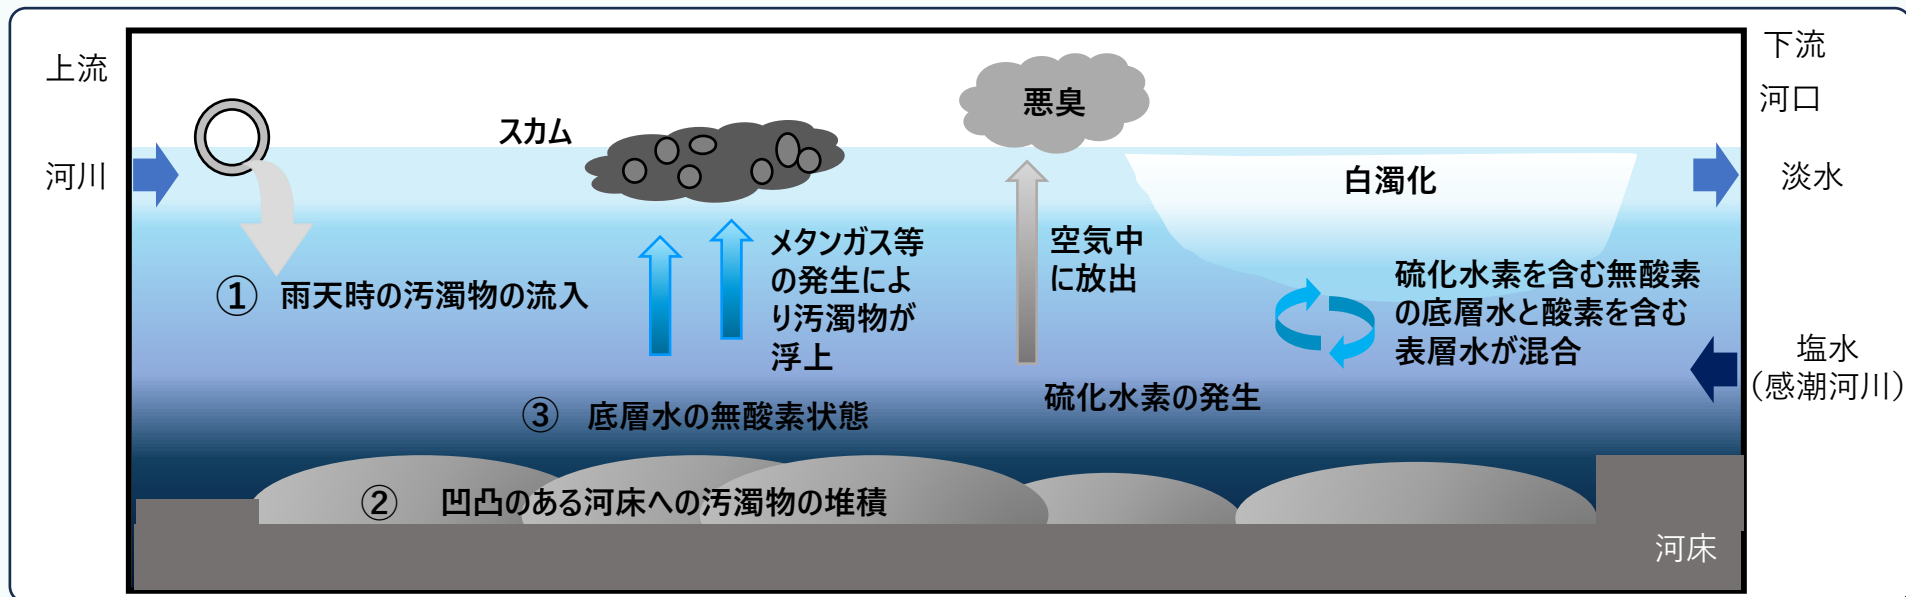 上流
河川
下流
河口
淡水
塩水
（感潮河川）
スカム
悪臭
白濁化
① 雨天時の汚濁物の流入
メタンガス等
の発生によ
り汚濁物が
浮上
空気中
に放出
硫化水素を含む無酸素
の底層水と酸素を含む
表層水が混合
硫化水素の発生
③ 底層水の無酸素状態
② 凹凸のある河床への汚濁物の堆積
河床